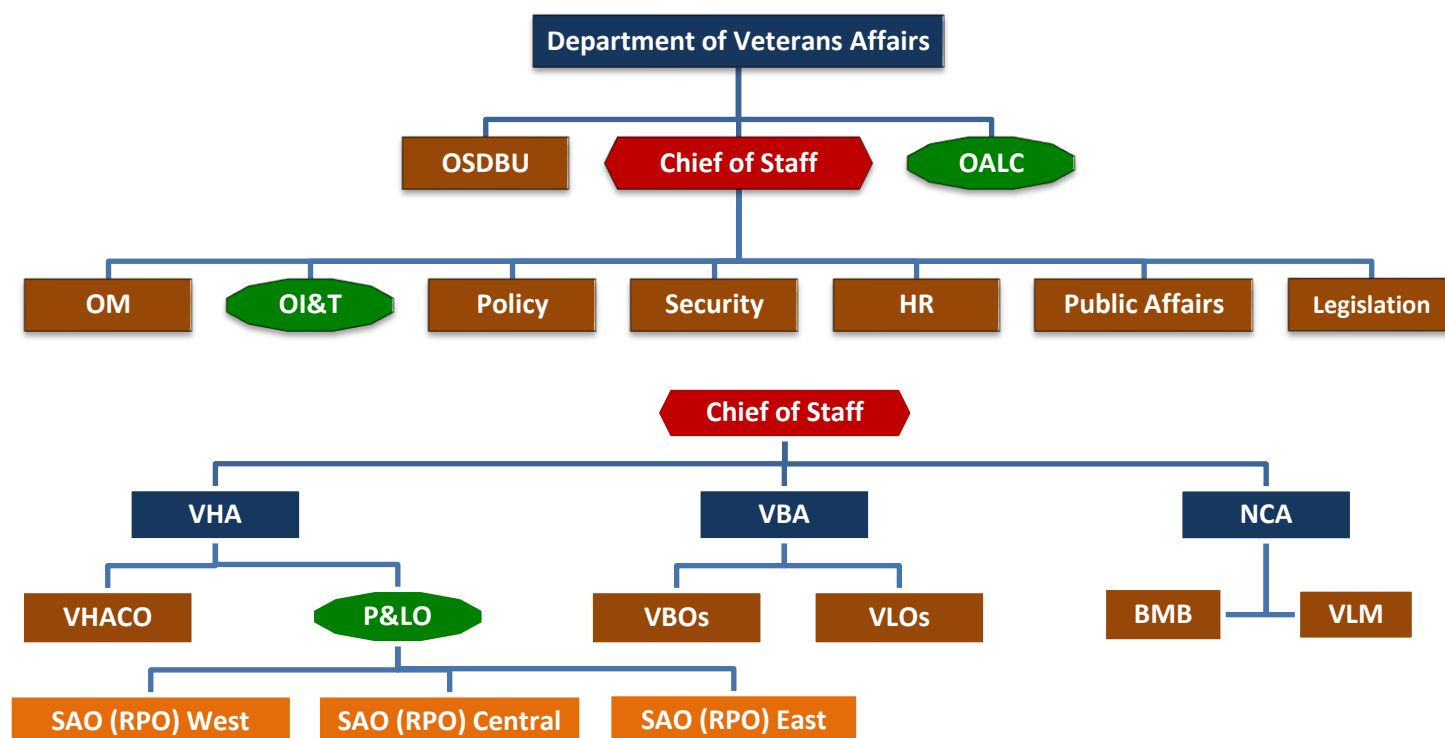 Department of Veterans Affairs
OSDBU
Chief of Staff
OALC
OM
OI&T
Policy
Security
HR
Public Affairs
Legislation
Chief of Staff
VHA
VBA
NCA
VHACO
P&LO
VBOs
VLOs
BMB
VLM
SAO (RPO) West
SAO (RPO) Central
SAO (RPO) East